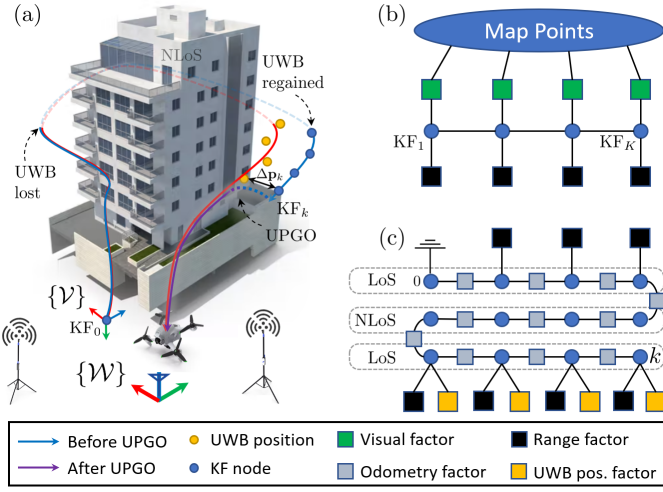 (a)
NLoS
UWB
regained
UWB
lost
Δp_k
KF_k
UPGO
{V}
KF_0
{W}
(b)
Map Points
KF_1
KF_K
(c)
LoS
0
NLoS
LoS
k
Before UPGO
UWB position
Visual factor
Range factor
After UPGO
KF node
Odometry factor
UWB pos. factor